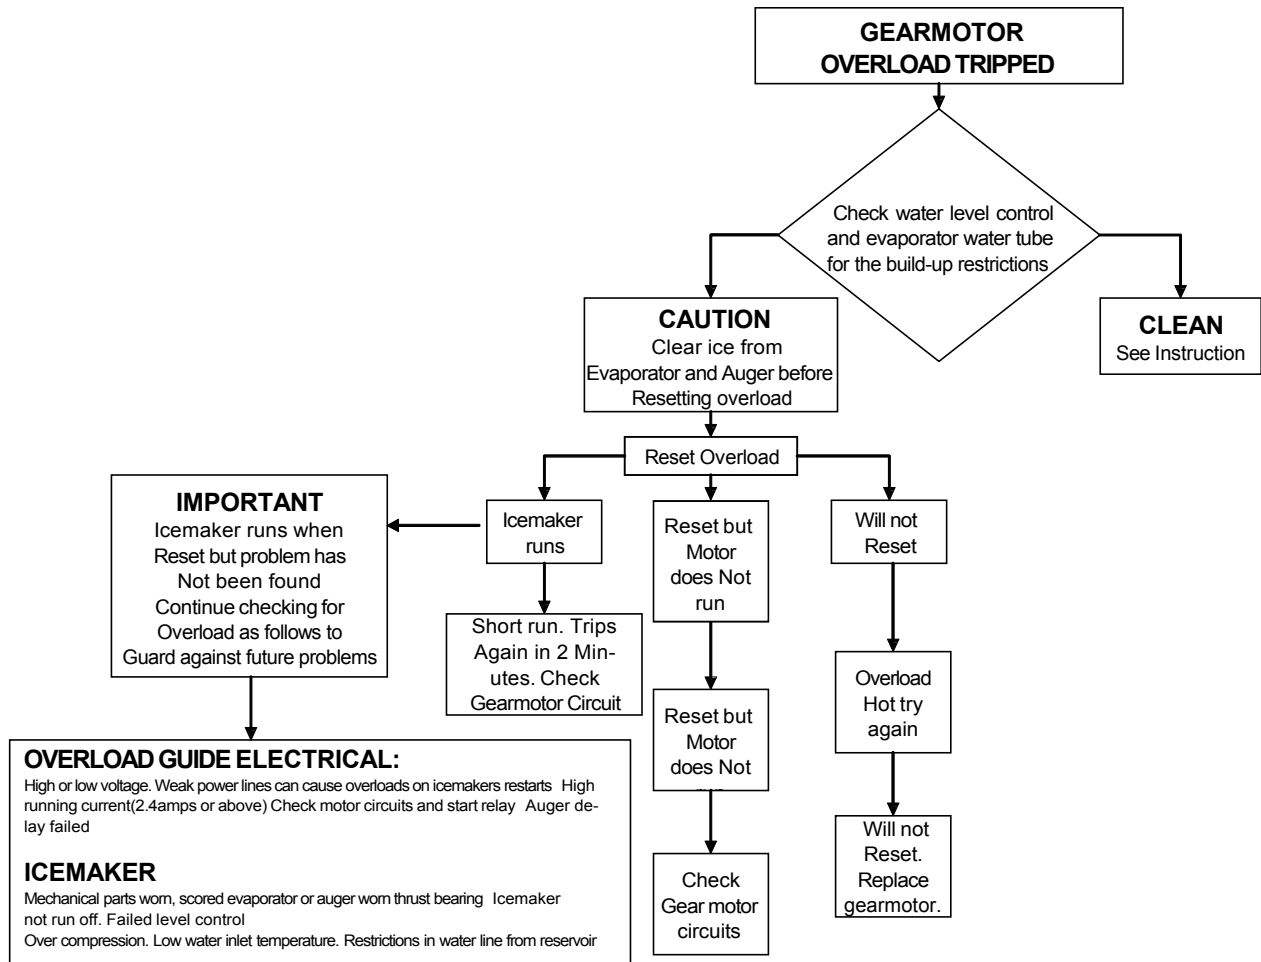 GEARMOTOR
OVERLOAD TRIPPED
Check water level control
and evaporator water tube
for the build-up restrictions
CAUTION
Clear ice from
Evaporator and Auger before
Resetting overload
CLEAN
See Instruction
Reset Overload
IMPORTANT
Icemaker runs when
Reset but problem has
Not been found
Continue checking for
Overload as follows to
Guard against future problems
Icemaker
runs
Reset but
Motor
does Not
run
Will not
Reset
Short run. Trips
Again in 2 Min-
utes. Check
Gearmotor Circuit
Reset but
Motor
does Not
Overload
Hot try
again
OVERLOAD GUIDE ELECTRICAL:
High or low voltage. Weak power lines can cause overloads on icemakers restarts High
running current(2.4amps or above) Check motor circuits and start relay Auger de-
lay failed
ICEMAKER
Mechanical parts worn, scored evaporator or auger worn thrust bearing Icemaker
not run off. Failed level control
Over compression. Low water inlet temperature. Restrictions in water line from reservoir
Check
Gear motor
circuits
Will not
Reset.
Replace
gearmotor.